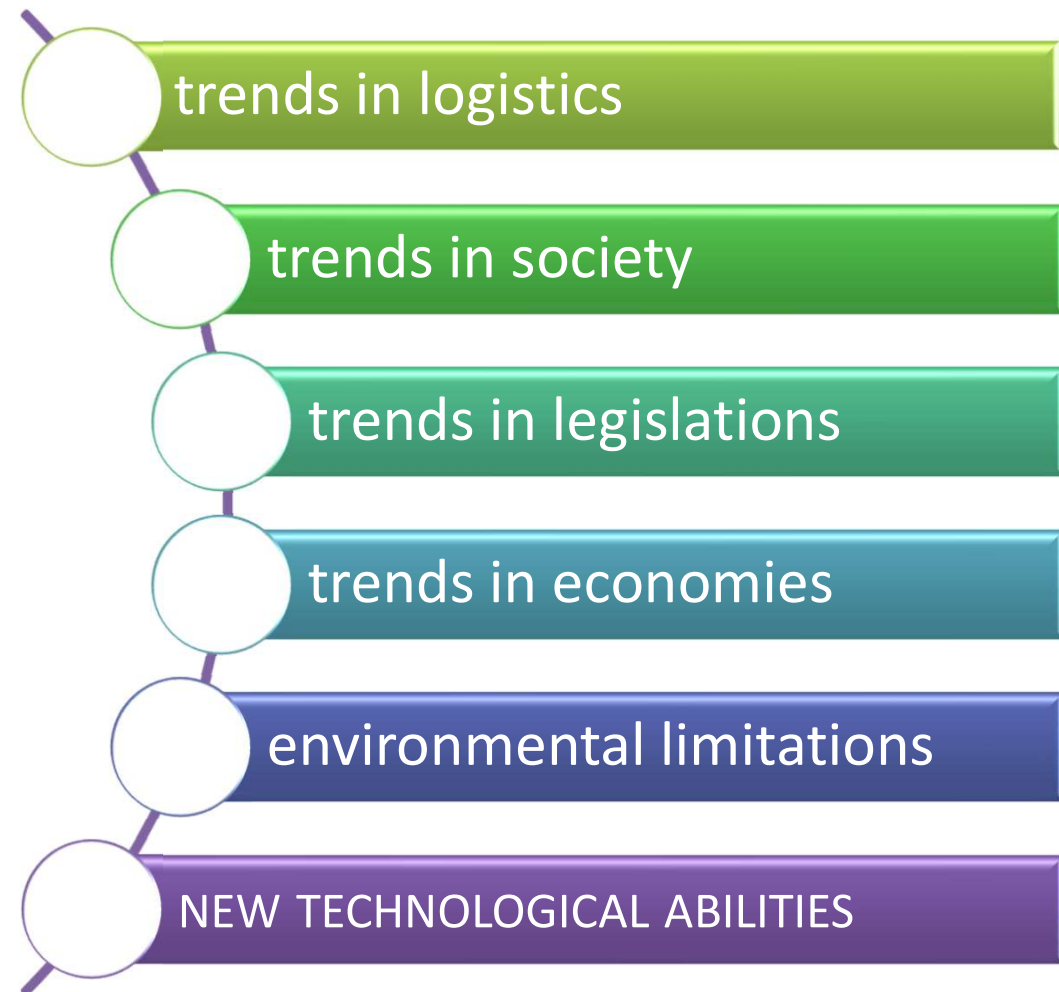 trends in logistics
trends in society
trends in legislations
trends in economies
environmental limitations
NEW TECHNOLOGICAL ABILITIES